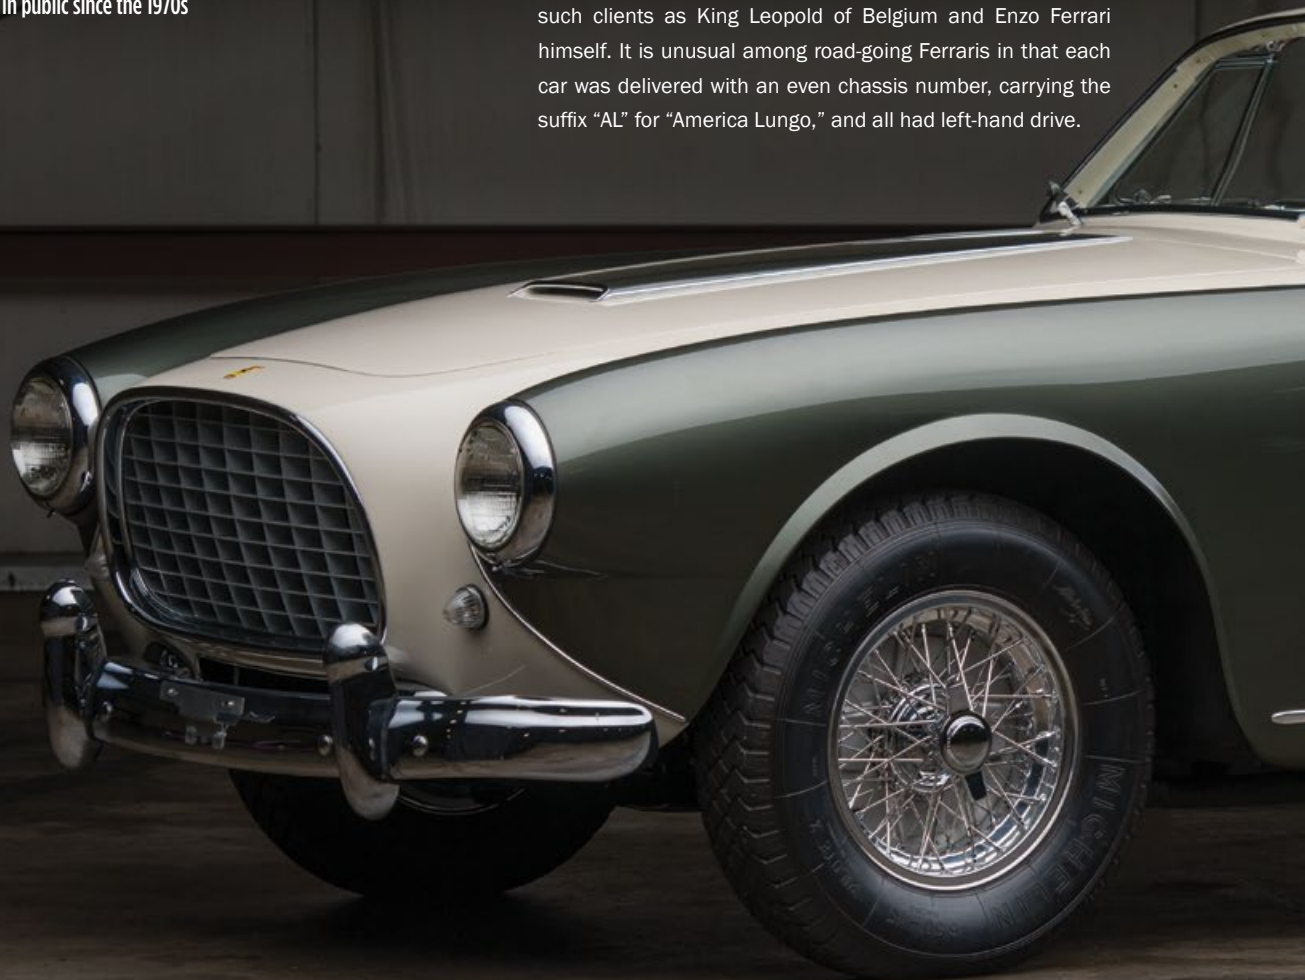 in public since the 1970s
such clients as King Leopold of Belgium and Enzo Ferrari
himself. It is unusual among road-going Ferraris in that each
car was delivered with an even chassis number, carrying the
suffix “AL” for “America Lungo,” and all had left-hand drive.
MICHELIN
MICHELIN